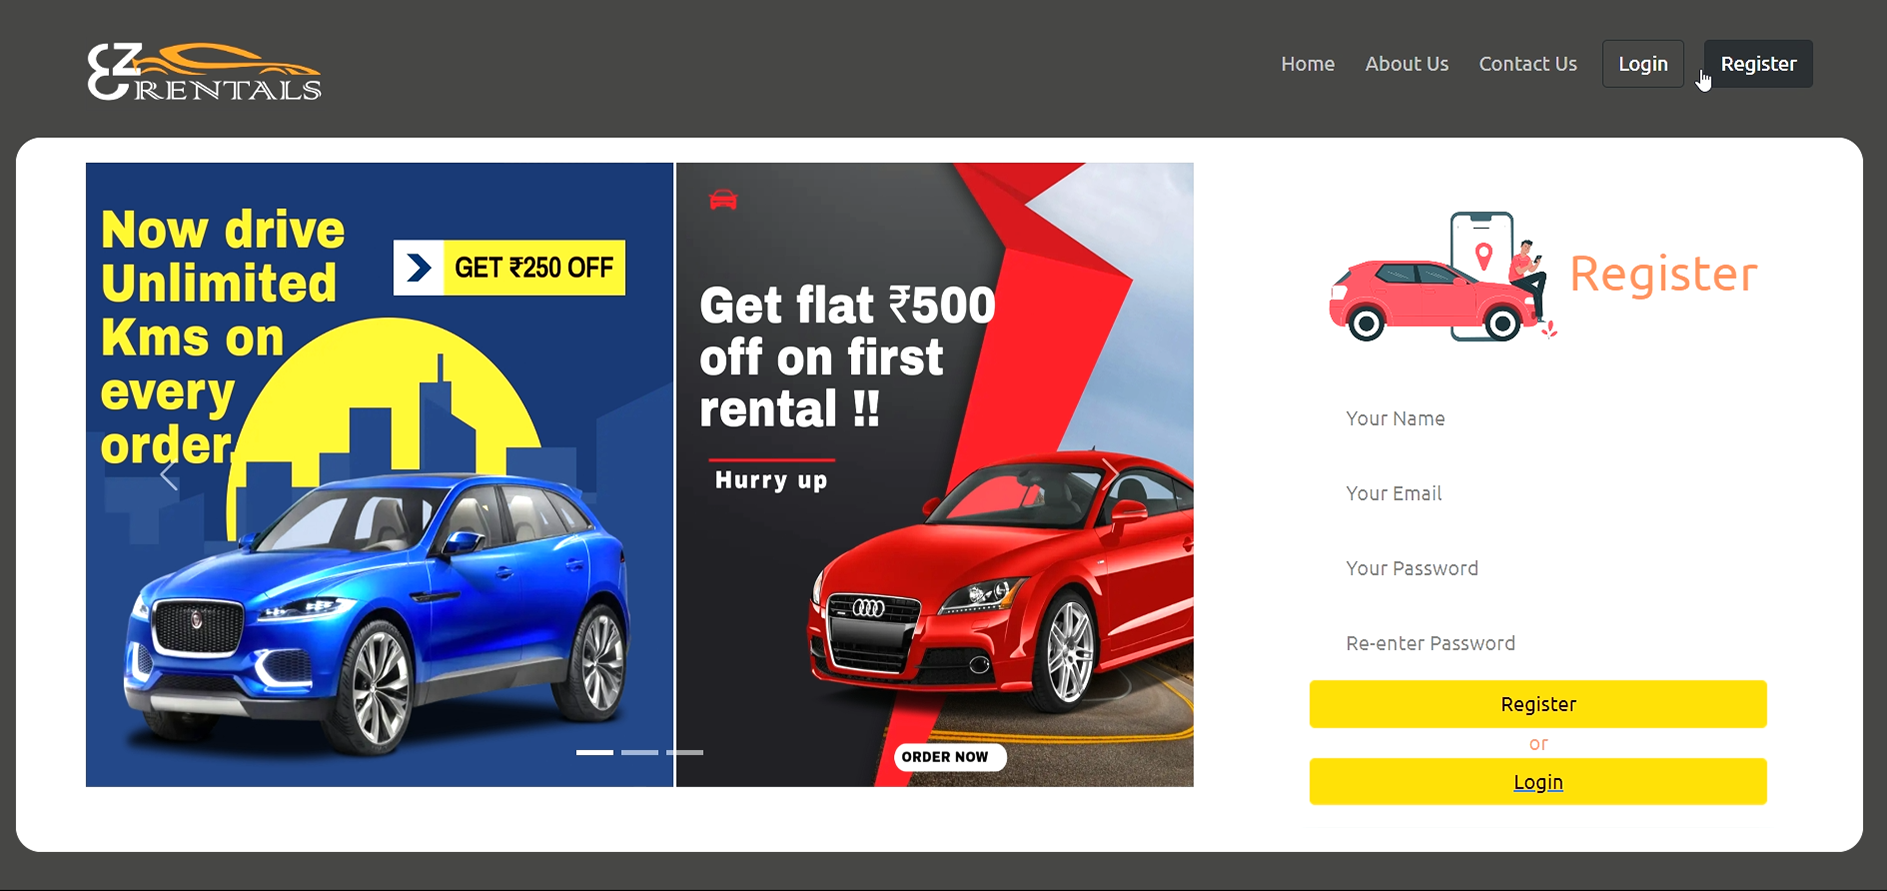 EZ
RENTALS
Home
About Us
Contact Us
Login
Register
Now drive
Unlimited
Kms on
every
order.
GET ₹250 OFF
Get flat ₹500
off on first
rental !!
Hurry up
ORDER NOW
Register
Your Name
Your Email
Your Password
Re-enter Password
Register
or
Login